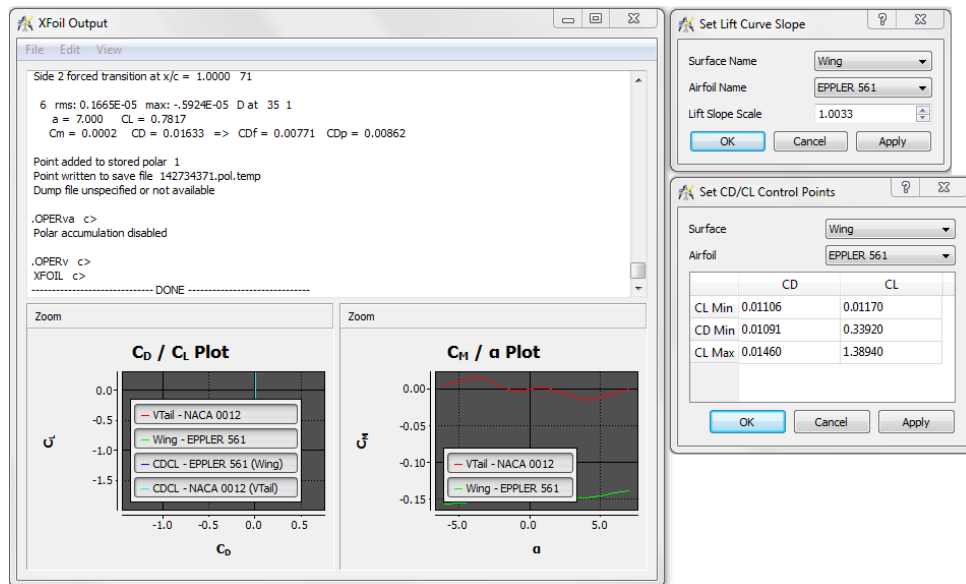 XFoil Output
File Edit View
Side 2 forced transition at x/c = 1.0000 71
6 rms: 0.1665E-05 max: -.5924E-05 D at 35 1
a = 7.000 CL = 0.7817
Cm = 0.0002 CD = 0.01633 => CDf = 0.00771 CDp = 0.00862
Point added to stored polar 1
Point written to save file 142734371.pol.temp
Dump file unspecified or not available
.OPERva c>
Polar accumulation disabled
.OPERv c>
XFOIL c>
------------------------------ DONE ------------------------------
Zoom
CD / CL Plot
0.0
-0.5
-1.0
-1.5
CL
VTail - NACA 0012
Wing - EPPLER 561
CDCL - EPPLER 561 (Wing)
CDCL - NACA 0012 (VTail)
-1.0 -0.5 0.0 0.5
CD
Zoom
CM / α Plot
0.00
-0.05
-0.10
-0.15
CM
VTail - NACA 0012
Wing - EPPLER 561
-5.0 0.0 5.0
α
Set Lift Curve Slope
Surface Name Wing
Airfoil Name EPPLER 561
Lift Slope Scale 1.0033
OK Cancel Apply
Set CD/CL Control Points
Surface Wing
Airfoil EPPLER 561
CD CL
CL Min 0.01106 0.01170
CD Min 0.01091 0.33920
CL Max 0.01460 1.38940
OK Cancel Apply